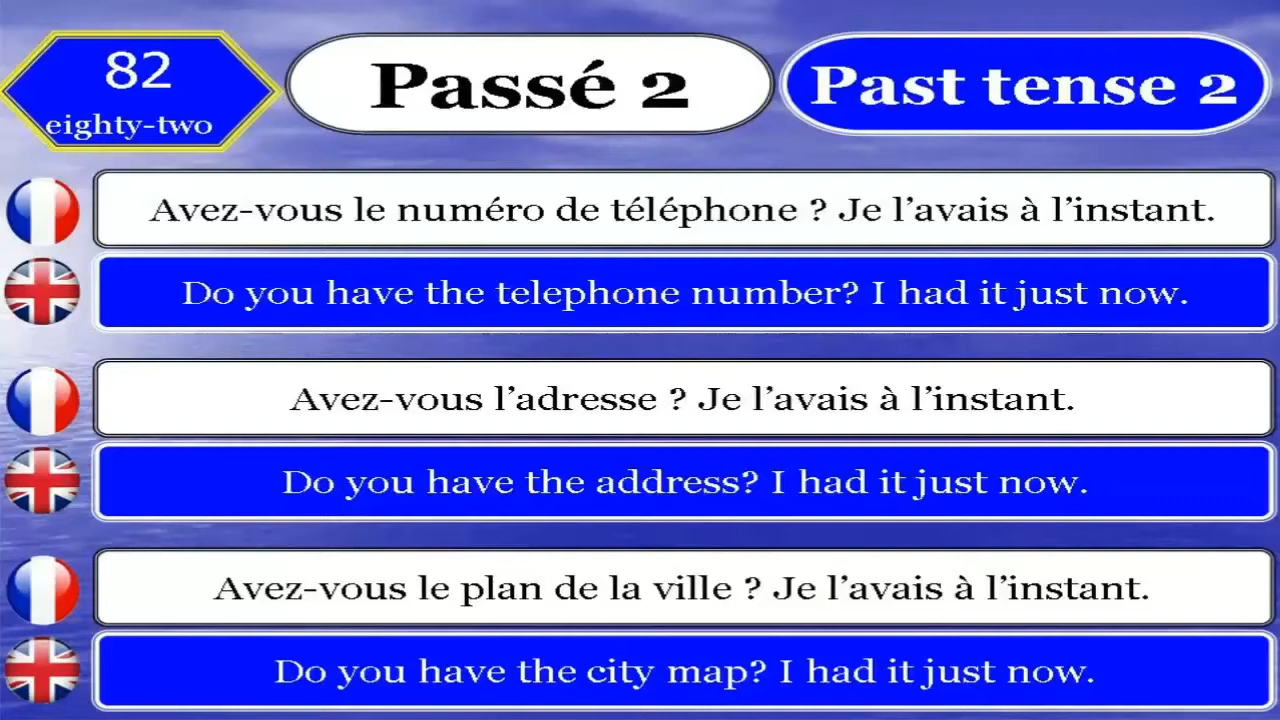 82
eighty-two
Passé 2
Past tense 2
Avez-vous le numéro de téléphone ? Je l’avais à l’instant.
Do you have the telephone number? I had it just now.
Avez-vous l’adresse ? Je l’avais à l’instant.
Do you have the address? I had it just now.
Avez-vous le plan de la ville ? Je l’avais à l’instant.
Do you have the city map? I had it just now.